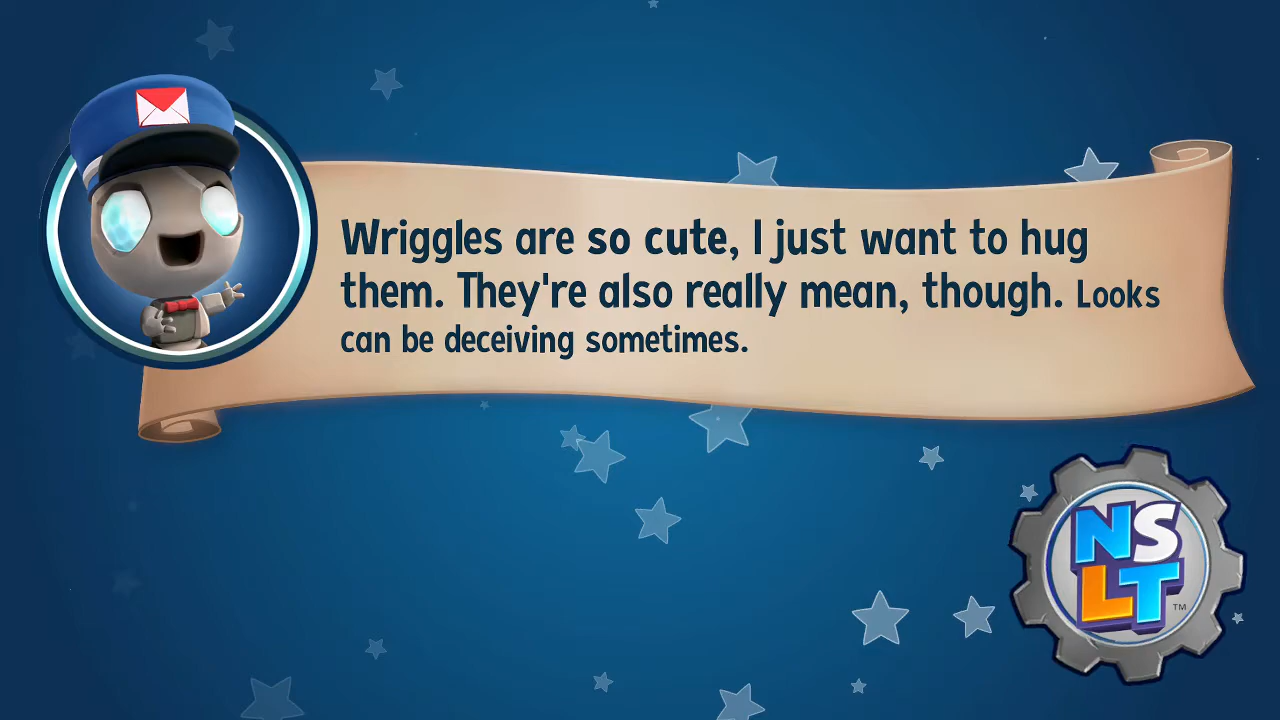 Wriggles are so cute, I just want to hug
them. They're also really mean, though. Looks
can be deceiving sometimes.
NS
LT
TM